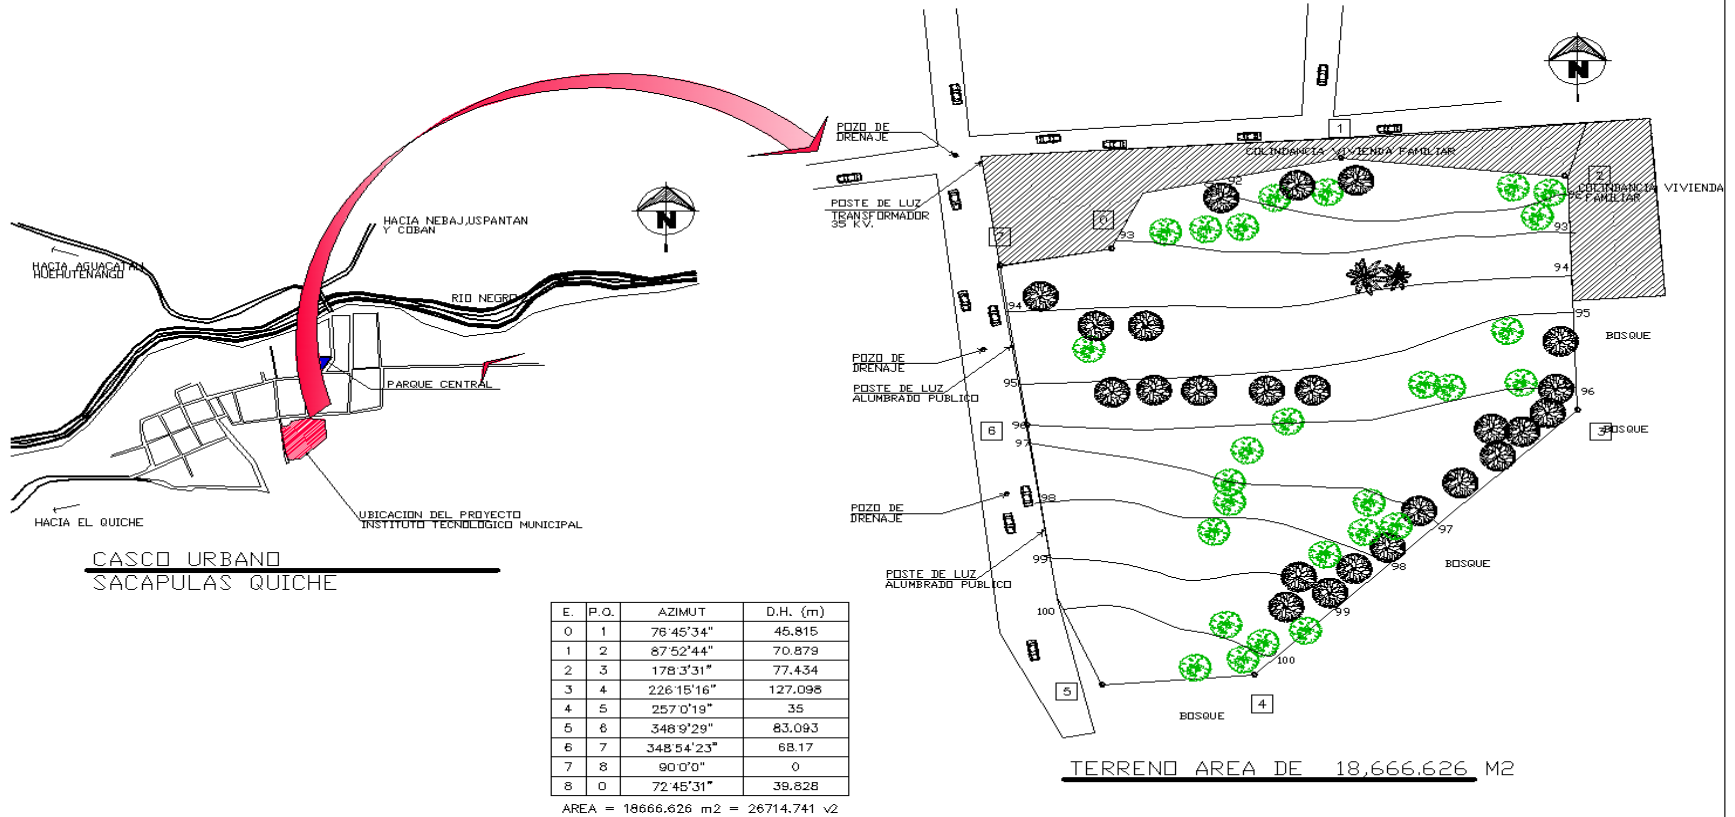 HACIA NEBAJ,USPANTAN
Y COBAN
N
HACIA AGUACATAN
HUEHUTENANGO
RIO NEGRO
PARQUE CENTRAL
UBICACION DEL PROYECTO
INSTITUTO TECNOLOGICO MUNICIPAL
HACIA EL QUICHE
CASCO URBANO
SACAPULAS QUICHE
E. P.O. AZIMUT D.H. (m)
0 1 76°45'34" 45.815
1 2 87°52'44" 70.879
2 3 178°3'31" 77.434
3 4 226°15'16" 127.098
4 5 257°0'19" 35
5 6 348°9'29" 83.093
6 7 348°54'23" 68.17
7 8 90°0'0" 0
8 0 72°45'31" 39.828
AREA = 18666.626 m2 = 26714.741 v2
N
POZO DE
DRENAJE
1
COLINDANCIA VIVIENDA FAMILIAR
2
COLINDANCIA VIVIENDA
FAMILIAR
POSTE DE LUZ
TRANSFORMADOR
35 KV.
92
92
0
93
93
7
94
94
95
BOSQUE
POZO DE
DRENAJE
POSTE DE LUZ
ALUMBRADO PUBLICO
95
96
96
97
6
3
BOSQUE
POZO DE
DRENAJE
98
97
99
98
BOSQUE
POSTE DE LUZ
ALUMBRADO PUBLICO
100
99
100
5
4
BOSQUE
TERRENO AREA DE 18,666.626 M2